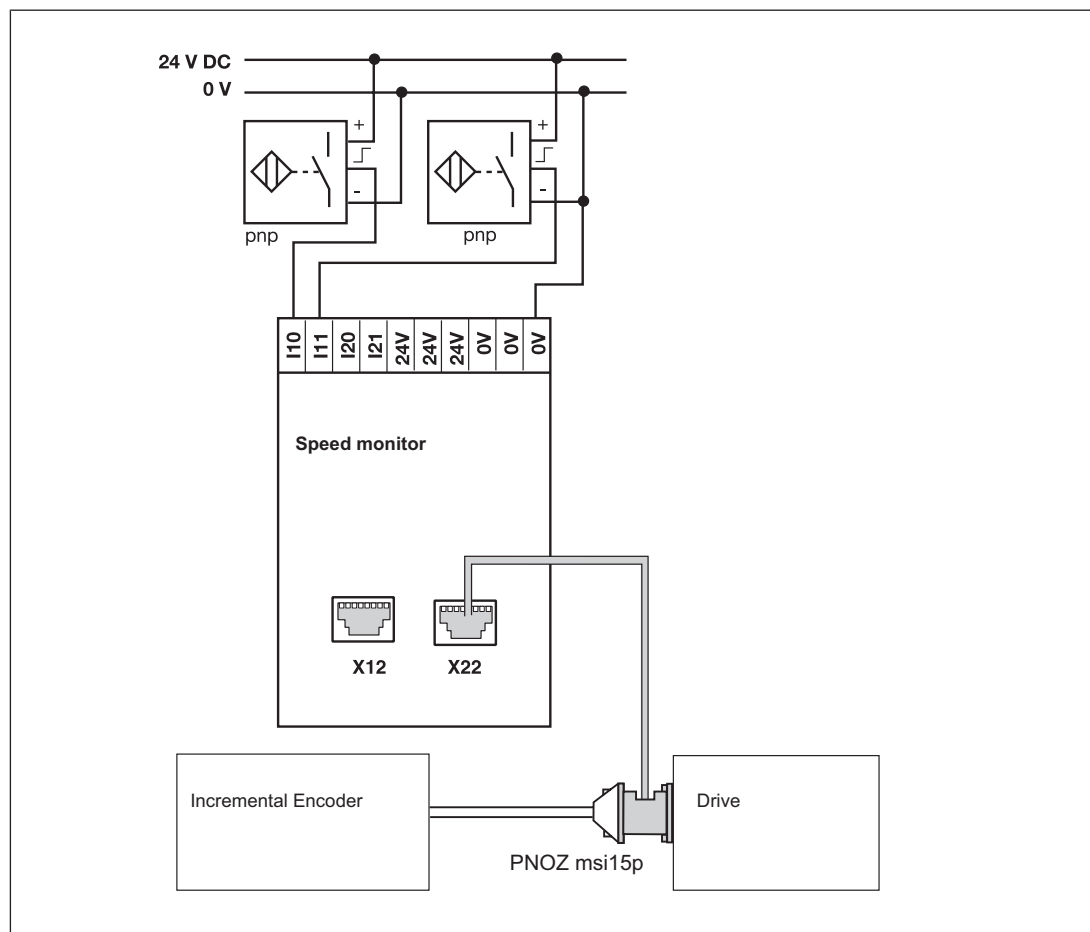 24 V DC
0 V
+
-
pnp
+
-
pnp
I10 I11 I20 I21 24V 24V 24V 0V 0V 0V
Speed monitor
X12 X22
Incremental Encoder
Drive
PNOZ msi15p